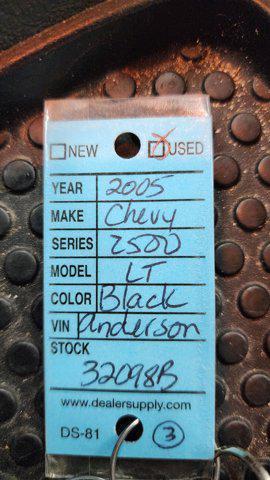 NEW USED
YEAR 2005
MAKE Chevy
SERIES 2500
MODEL LT
COLOR Black
VIN Anderson
STOCK
32098B
www.dealersupply.com
DS-81 3